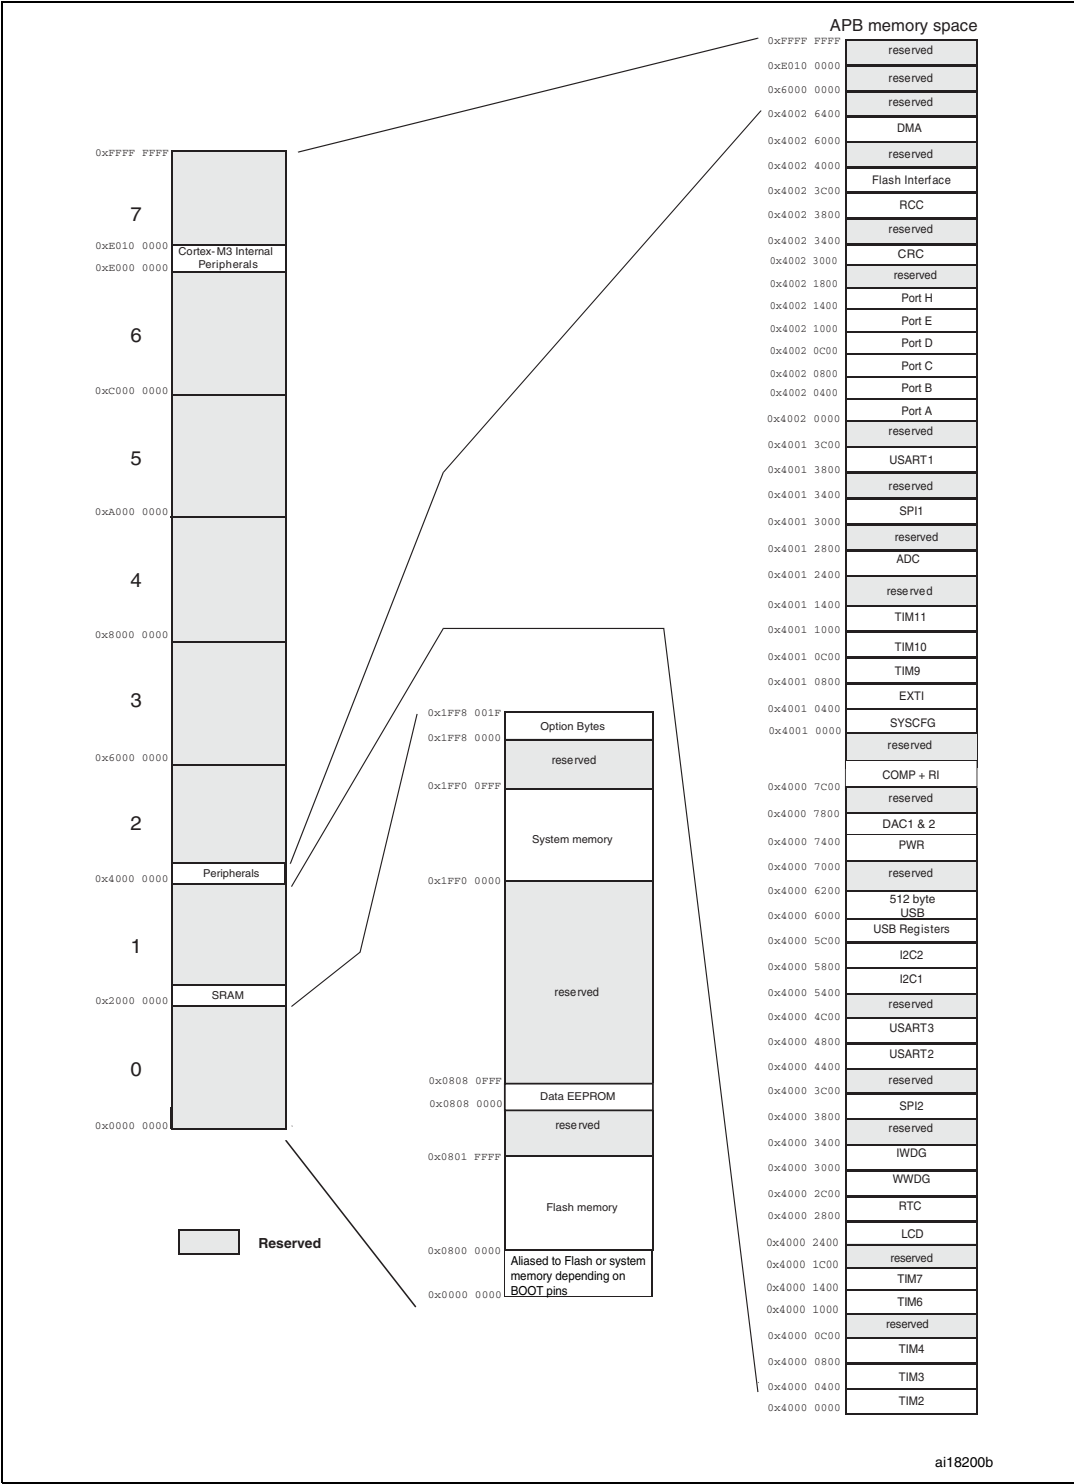 APB memory space
0xFFFF FFFF
reserved
0xE010 0000
reserved
0x6000 0000
reserved
0x4002 6400
DMA
0x4002 6000
reserved
0x4002 4000
Flash Interface
0x4002 3C00
RCC
0x4002 3800
reserved
0x4002 3400
CRC
0x4002 3000
reserved
0x4002 1800
Port H
0x4002 1400
Port E
0x4002 1000
Port D
0x4002 0C00
Port C
0x4002 0800
Port B
0x4002 0400
Port A
0x4002 0000
reserved
0x4001 3C00
USART1
0x4001 3800
reserved
0x4001 3400
SPI1
0x4001 3000
reserved
0x4001 2800
ADC
0x4001 2400
reserved
0x4001 1400
TIM11
0x4001 1000
TIM10
0x4001 0C00
TIM9
0x4001 0800
EXTI
0x4001 0400
SYSCFG
0x4001 0000
reserved
COMP + RI
0x4000 7C00
reserved
0x4000 7800
DAC1 & 2
0x4000 7400
PWR
0x4000 7000
reserved
0x4000 6200
512 byte
USB
0x4000 6000
USB Registers
0x4000 5C00
I2C2
0x4000 5800
I2C1
0x4000 5400
reserved
0x4000 4C00
USART3
0x4000 4800
USART2
0x4000 4400
reserved
0x4000 3C00
SPI2
0x4000 3800
reserved
0x4000 3400
IWDG
0x4000 3000
WWDG
0x4000 2C00
RTC
0x4000 2800
LCD
0x4000 2400
reserved
0x4000 1C00
TIM7
0x4000 1400
TIM6
0x4000 1000
reserved
0x4000 0C00
TIM4
0x4000 0800
TIM3
0x4000 0400
TIM2
0x4000 0000
0xFFFF FFFF
7
0xE010 0000
Cortex-M3 Internal
Peripherals
0xE000 0000
6
0xC000 0000
5
0xA000 0000
4
0x8000 0000
3
0x6000 0000
2
Peripherals
0x4000 0000
1
SRAM
0x2000 0000
0
0x0000 0000
Reserved
0x1FF8 001F
Option Bytes
0x1FF8 0000
reserved
0x1FF0 0FFF
System memory
0x1FF0 0000
reserved
0x0808 0FFF
Data EEPROM
0x0808 0000
reserved
0x0801 FFFF
Flash memory
0x0800 0000
Aliased to Flash or system
memory depending on
BOOT pins
0x0000 0000
ai18200b